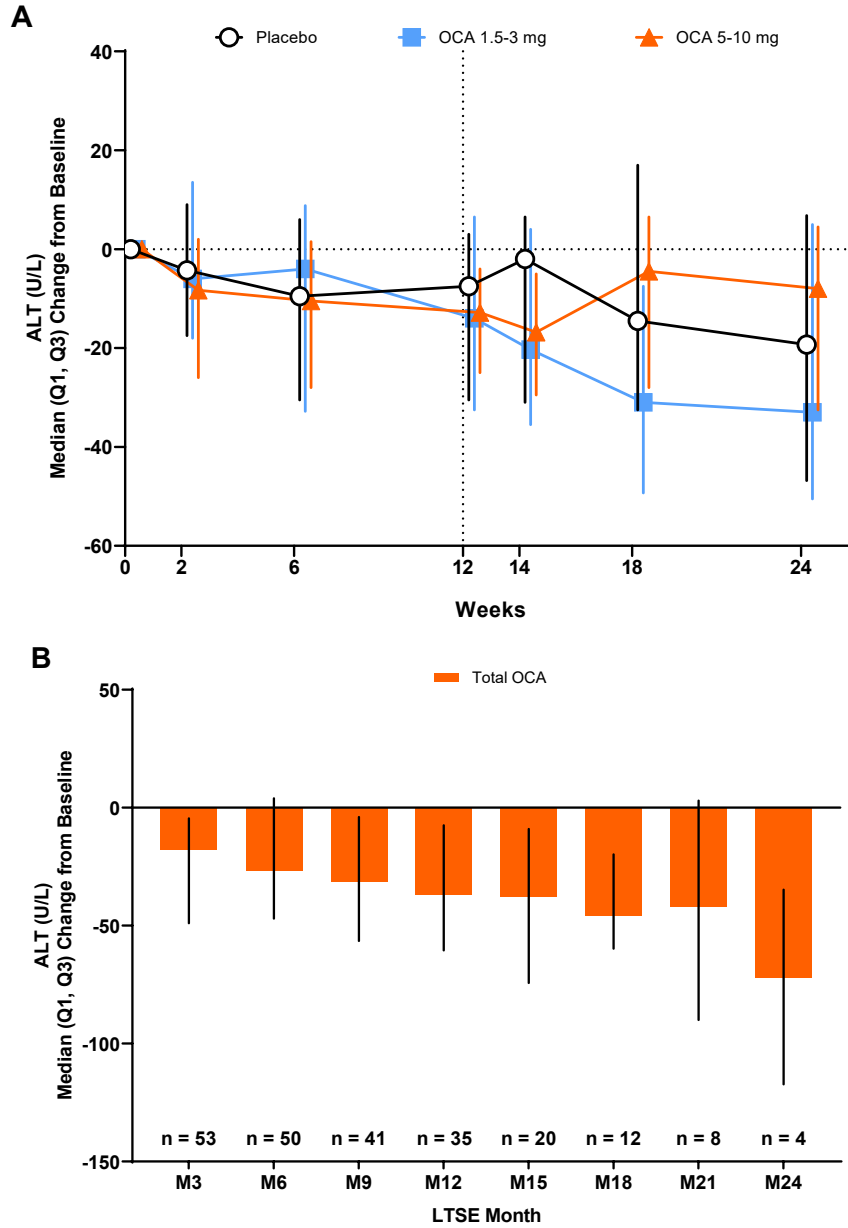 A
Placebo
OCA 1.5-3 mg
OCA 5-10 mg
ALT (U/L)
Median (Q1, Q3) Change from Baseline
40
20
0
-20
-40
-60
0
2
6
12
14
18
24
Weeks
B
Total OCA
ALT (U/L)
Median (Q1, Q3) Change from Baseline
50
0
-50
-100
-150
n = 53
n = 50
n = 41
n = 35
n = 20
n = 12
n = 8
n = 4
M3
M6
M9
M12
M15
M18
M21
M24
LTSE Month